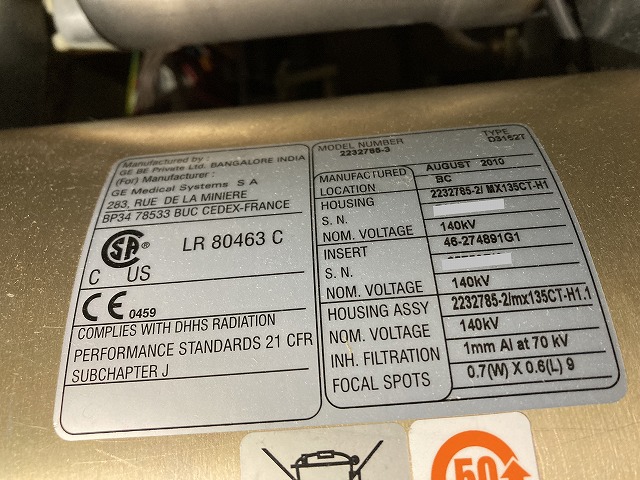 Manufactured by :
GE BE Private Ltd. BANGALORE INDIA
(For) Manufacturer :
GE Medical Systems S A
283, RUE DE LA MINIERE
BP34 78533 BUC CEDEX-FRANCE
CSA ®
C US
LR 80463 C
CE 0459
COMPLIES WITH DHHS RADIATION
PERFORMANCE STANDARDS 21 CFR
SUBCHAPTER J
MODEL NUMBER TYPE
2232785-3 D3152T
MANUFACTURED AUGUST 2010
LOCATION BC
HOUSING 2232785-2/ MX135CT-H1
S. N.
NOM. VOLTAGE 140kV
INSERT 46-274891G1
S. N.
NOM. VOLTAGE 140kV
HOUSING ASSY 2232785-2/mx135CT-H1.1
NOM. VOLTAGE 140kV
INH. FILTRATION 1mm Al at 70 kV
FOCAL SPOTS 0.7(W) X 0.6(L) 9
50